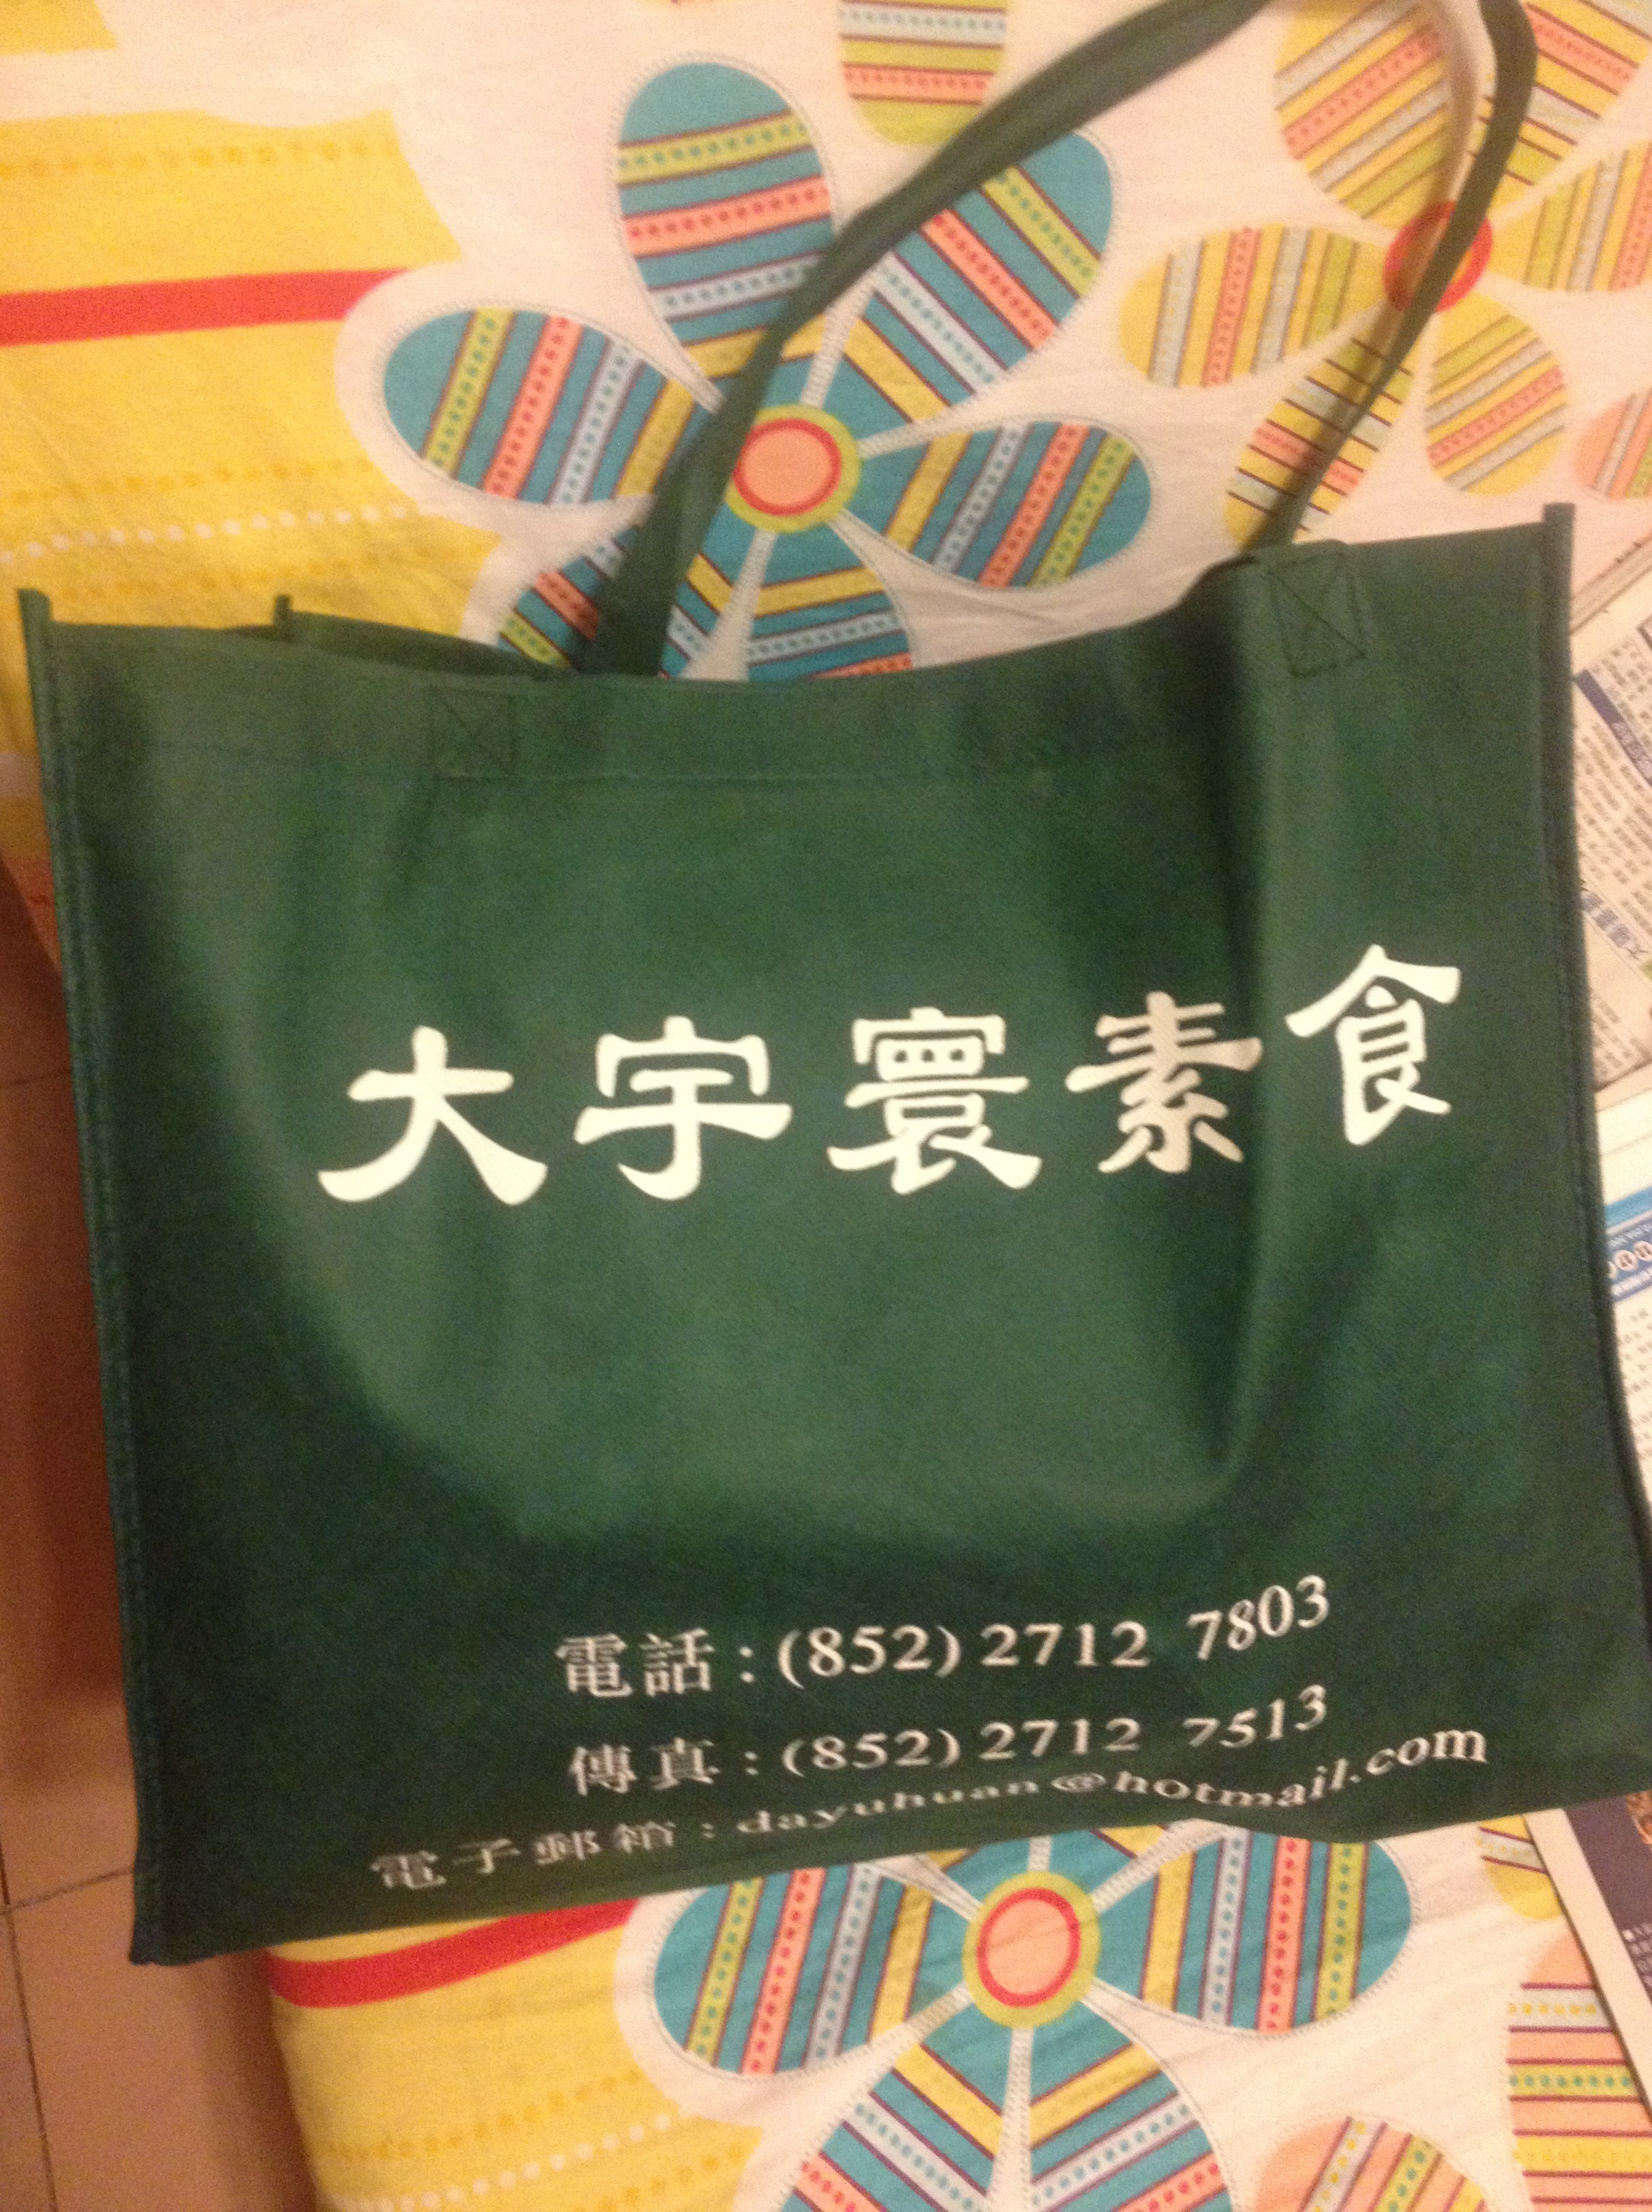 大宇寰素食
電話：(852) 2712 7803
傳真：(852) 2712 7513
電子郵箱：dayuhuan@hotmail.com